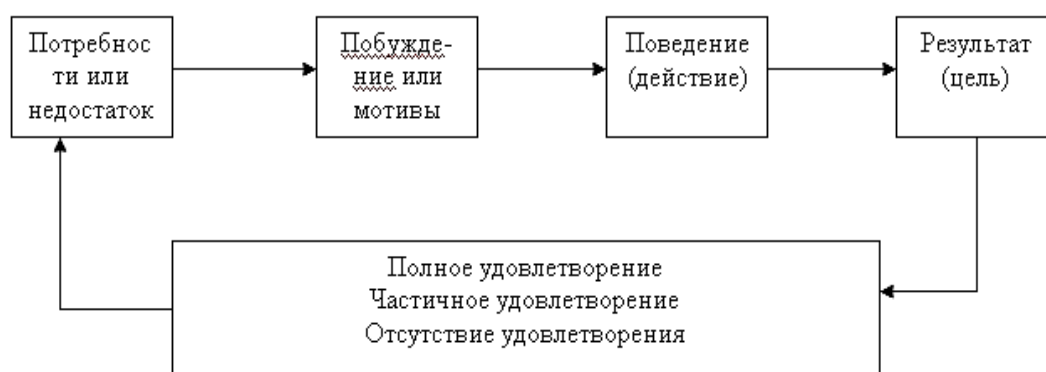 Потребнос
ти или
недостаток
Побужде-
ние или
мотивы
Поведение
(действие)
Результат
(цель)
Полное удовлетворение
Частичное удовлетворение
Отсутствие удовлетворения